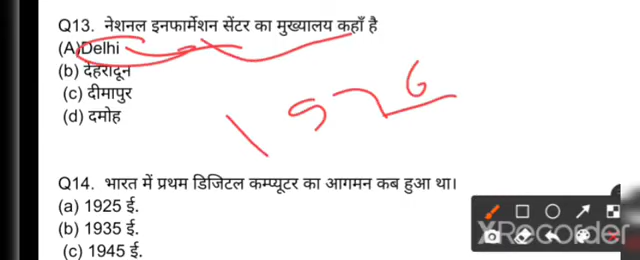 Q13. नेशनल इनफार्मेशन सेंटर का मुख्यालय कहाँ है
(A)Delhi
(b) देहरादून
(c) दीमापुर
(d) दमोह
1976
Q14. भारत में प्रथम डिजिटल कम्प्यूटर का आगमन कब हुआ था।
(a) 1925 ई.
(b) 1935 ई.
(c) 1945 ई.
XRecorder